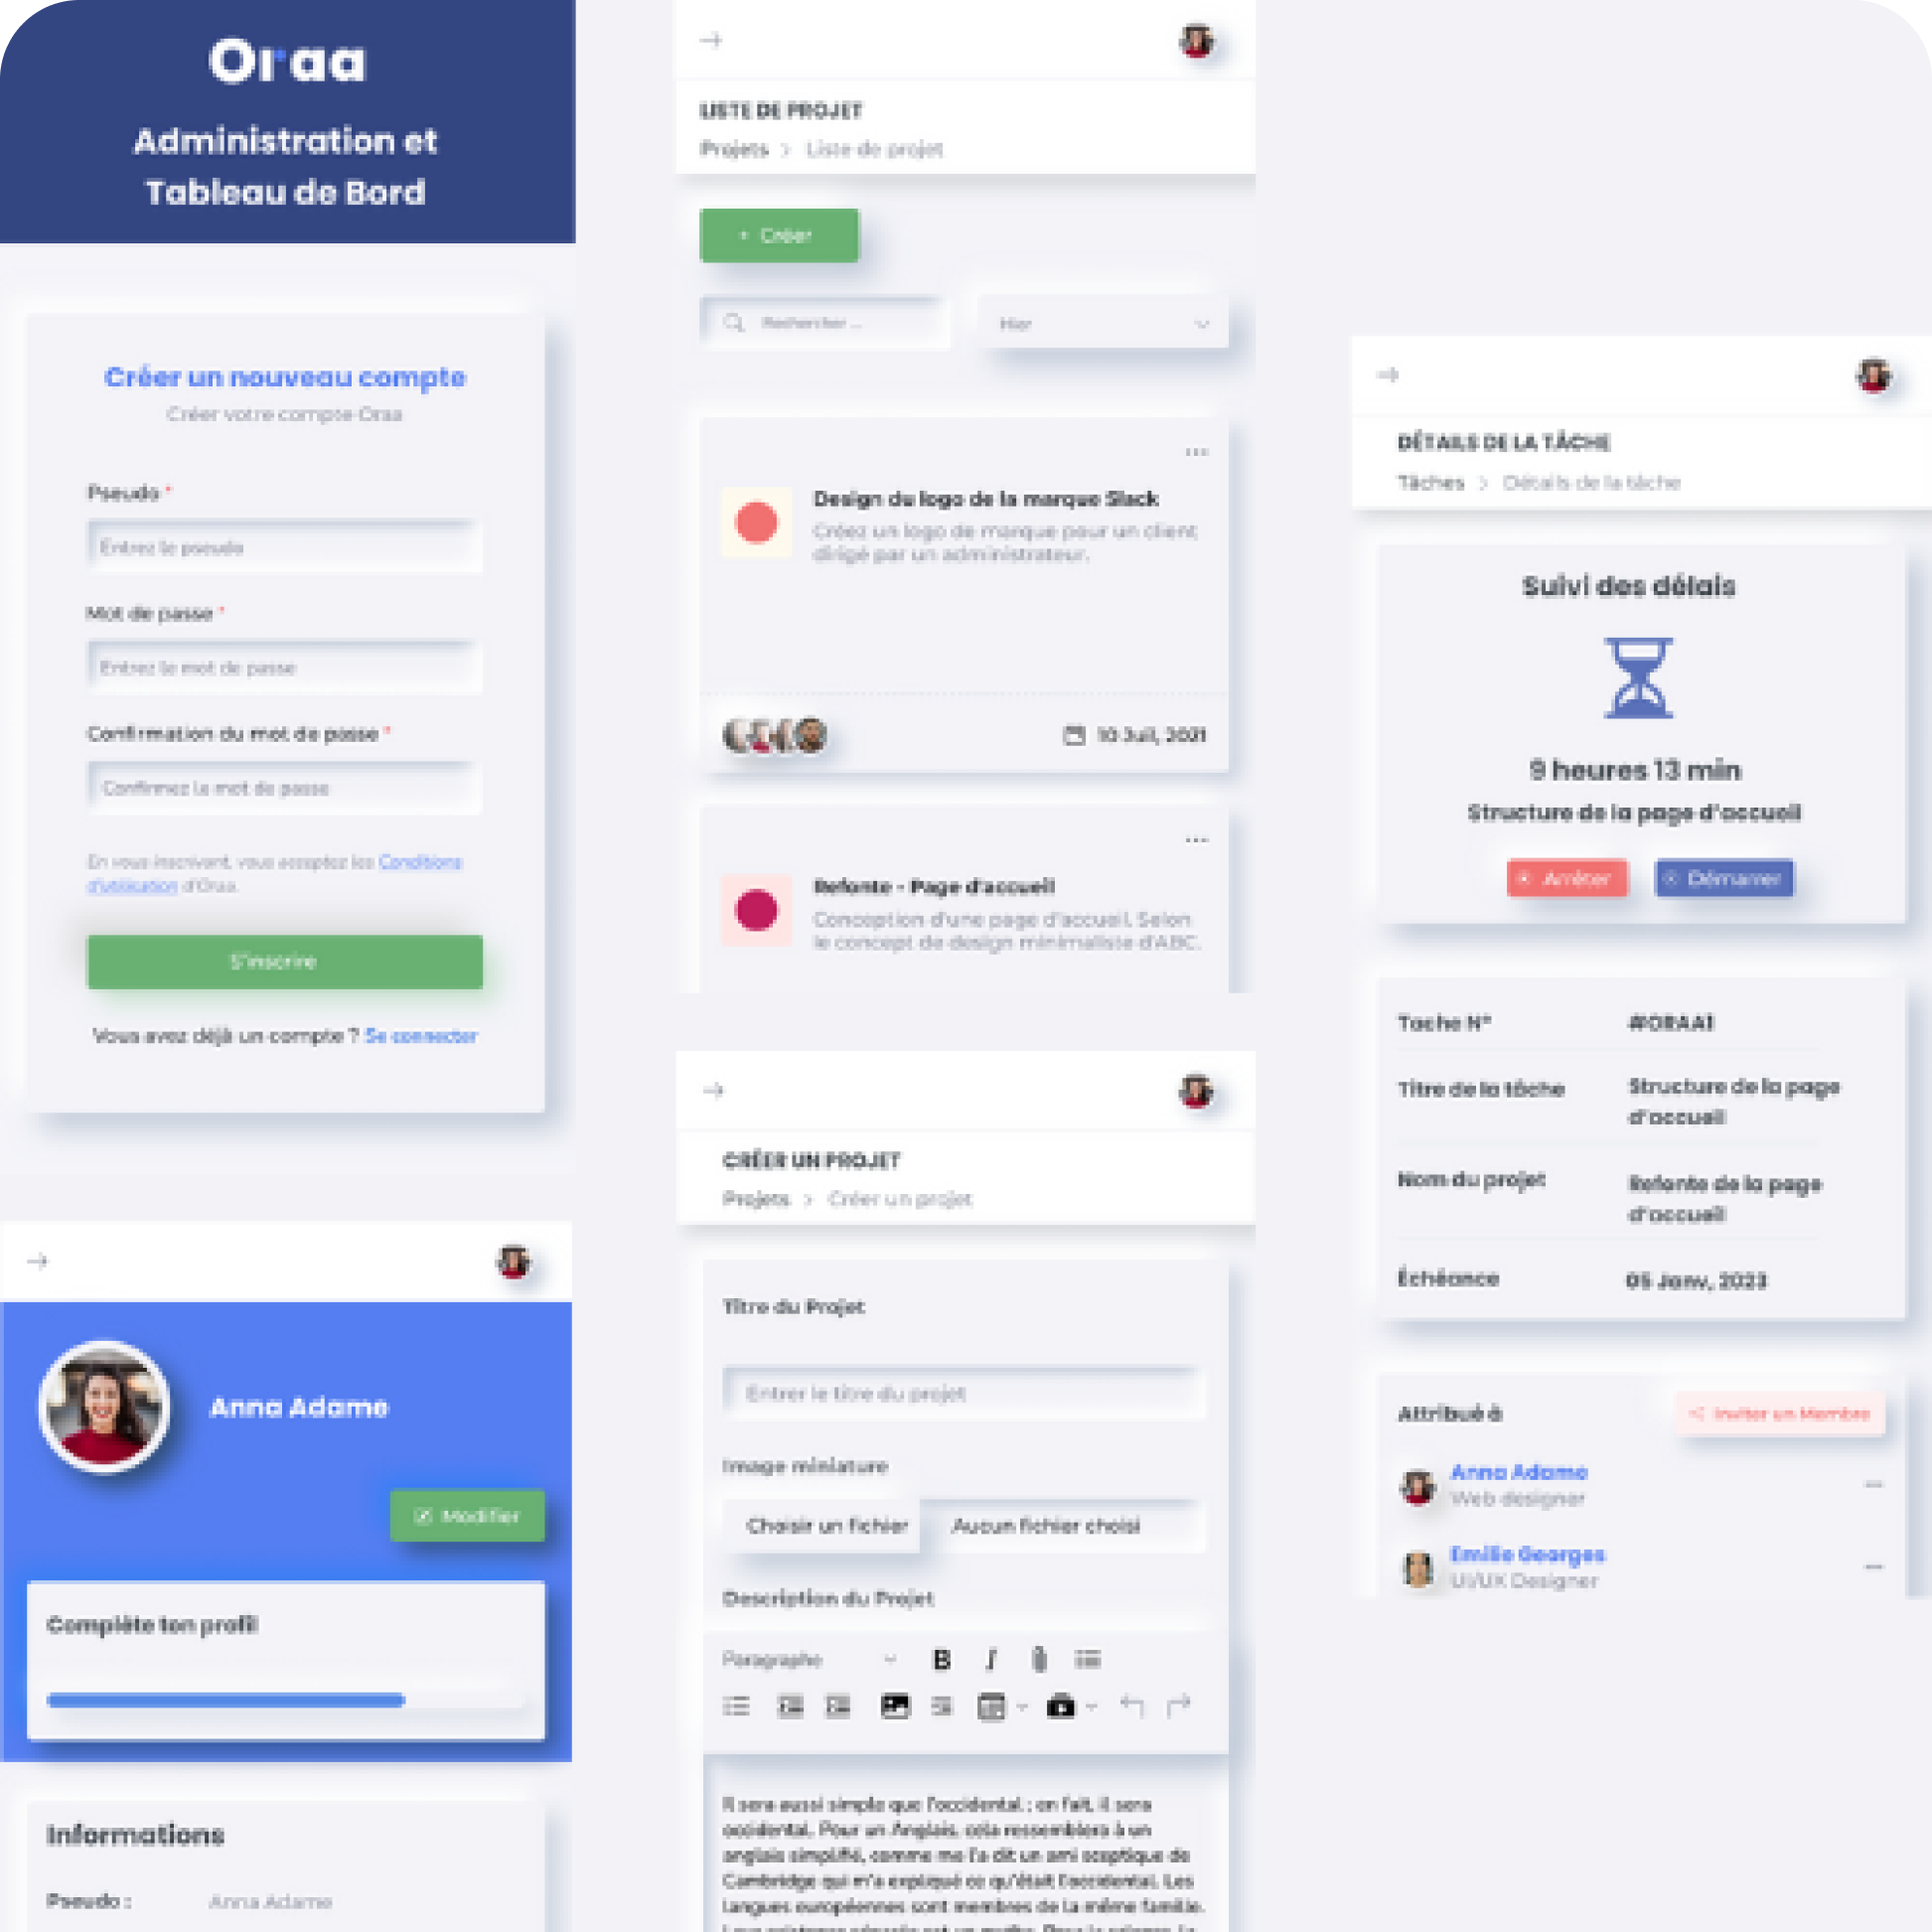 Oraa
Administration et
Tableau de Bord
Créer un nouveau compte
Créer votre compte Oraa
Pseudo *
Entrez le pseudo
Mot de passe *
Entrez le mot de passe
Confirmation du mot de passe *
Confirmez le mot de passe
En vous inscrivant, vous acceptez les Conditions
d'utilisation d'Oraa.
S'inscrire
Vous avez déjà un compte ? Se connecter
Anna Adame
Modifier
Complète ton profil
Informations
Pseudo : Anna Adame
LISTE DE PROJET
Projets > Liste de projet
+ Créer
Rechercher ...
Hier
Design du logo de la marque Slack
Créez un logo de marque pour un client
dirigé par un administrateur.
10 Juil, 2021
Refonte - Page d'accueil
Conception d'une page d'accueil. Selon
le concept de design minimaliste d'ABC.
CRÉER UN PROJET
Projets > Créer un projet
Titre du Projet
Entrer le titre du projet
Image miniature
Choisir un fichier Aucun fichier choisi
Description du Projet
Paragraphe B I
Il sera aussi simple que l'occidental : en fait, il sera
occidental. Pour un Anglais, cela ressemblera à un
anglais simplifié, comme me l'a dit un ami sceptique de
Cambridge qui m'a expliqué ce qu'était l'occidental. Les
langues européennes sont membres de la même famille.
DÉTAILS DE LA TÂCHE
Tâches > Détails de la tâche
Suivi des délais
9 heures 13 min
Structure de la page d'accueil
Arrêter
Démarrer
Tache N° #ORAA1
Titre de la tâche Structure de la page
d'accueil
Nom du projet Refonte de la page
d'accueil
Échéance 05 Janv, 2023
Attribué à
Inviter un Membre
Anna Adame
Web designer
Emilie Georges
UI/UX Designer